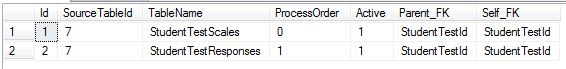 Id SourceTableId TableName ProcessOrder Active Parent_FK Self_FK
1 1 7 StudentTestScales 0 1 StudentTestId StudentTestId
2 2 7 StudentTestResponses 1 1 StudentTestId StudentTestId